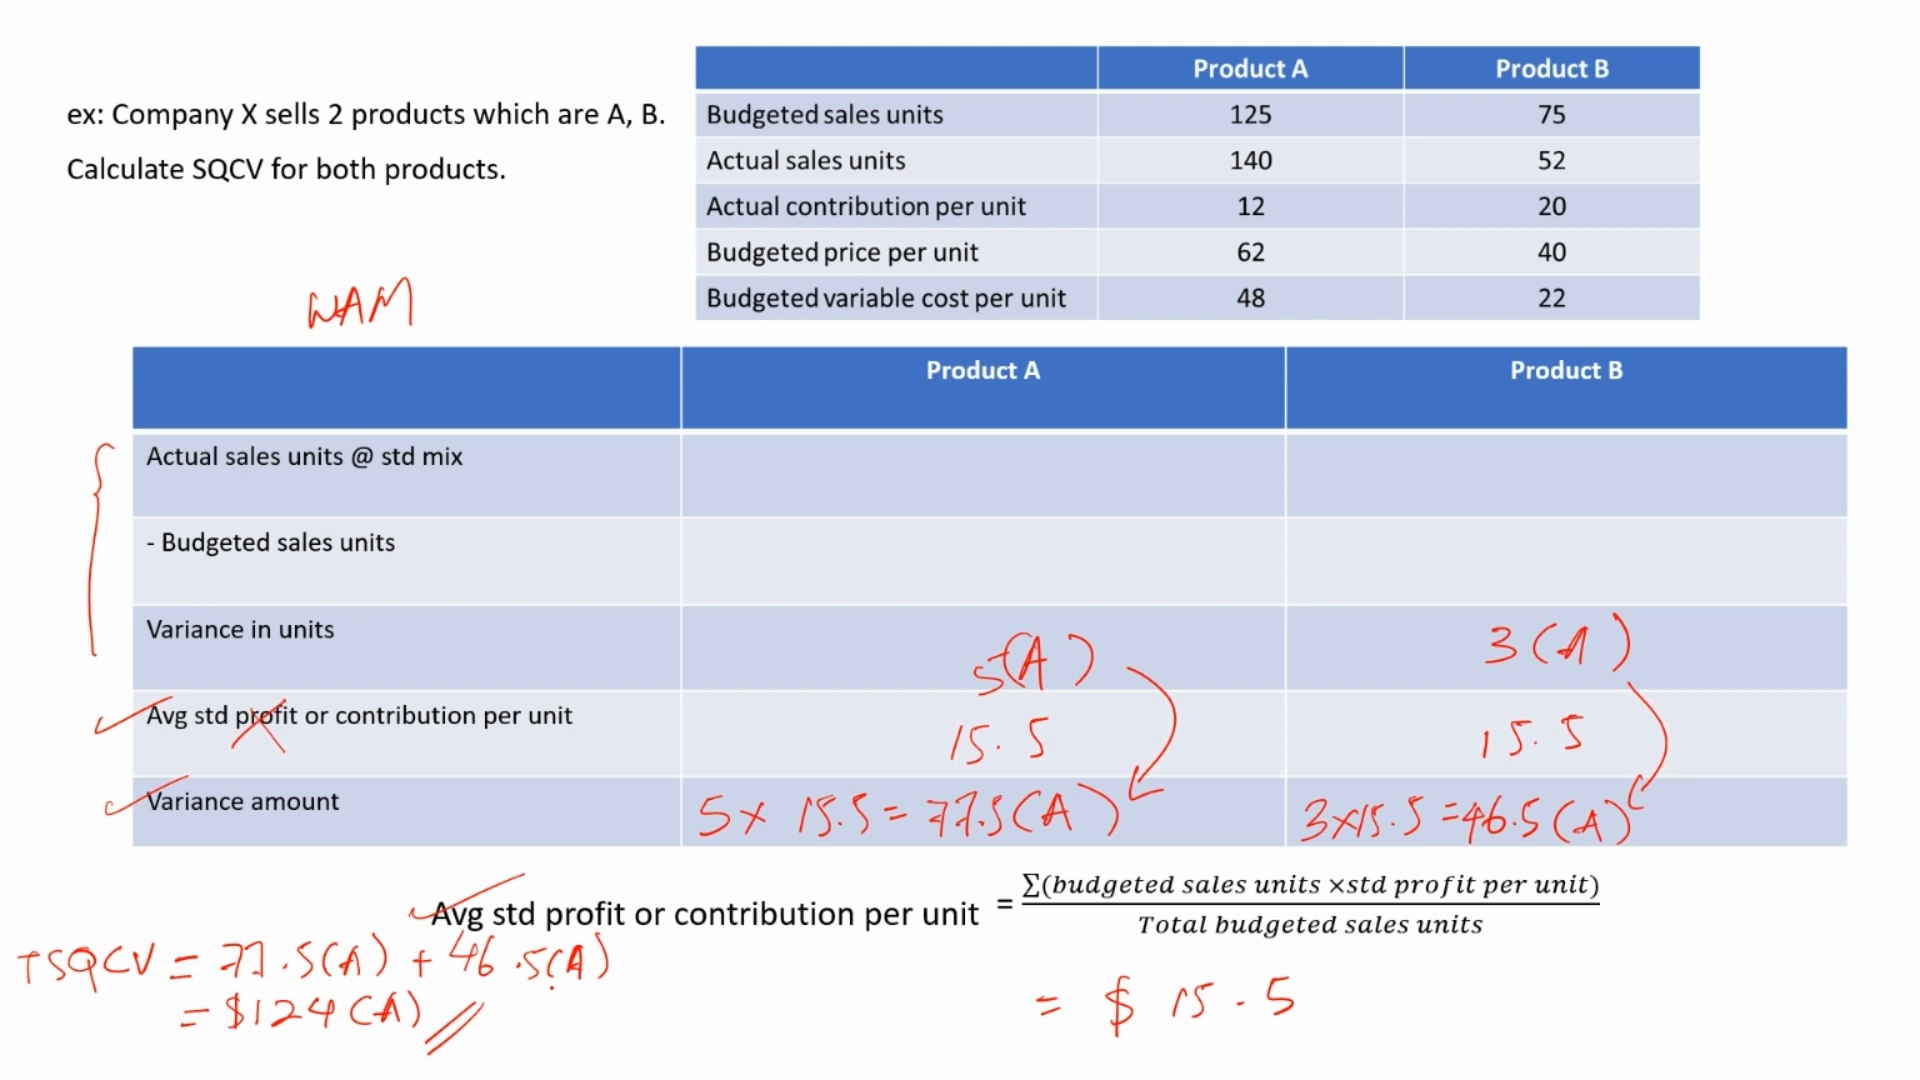 ex: Company X sells 2 products which are A, B.
Calculate SQCV for both products.
Product A Product B
Budgeted sales units 125 75
Actual sales units 140 52
Actual contribution per unit 12 20
Budgeted price per unit 62 40
Budgeted variable cost per unit 48 22
WAM
Product A Product B
Actual sales units @ std mix
- Budgeted sales units
Variance in units 5(A) 3(A)
Avg std profit or contribution per unit 15.5 15.5
Variance amount 5 x 15.5 = 77.5(A) 3x15.5 = 46.5(A)
Avg std profit or contribution per unit = ∑(budgeted sales units ×std profit per unit)
Total budgeted sales units
TSQCV = 77.5(A) + 46.5(A)
= $124(A)
= $ 15.5